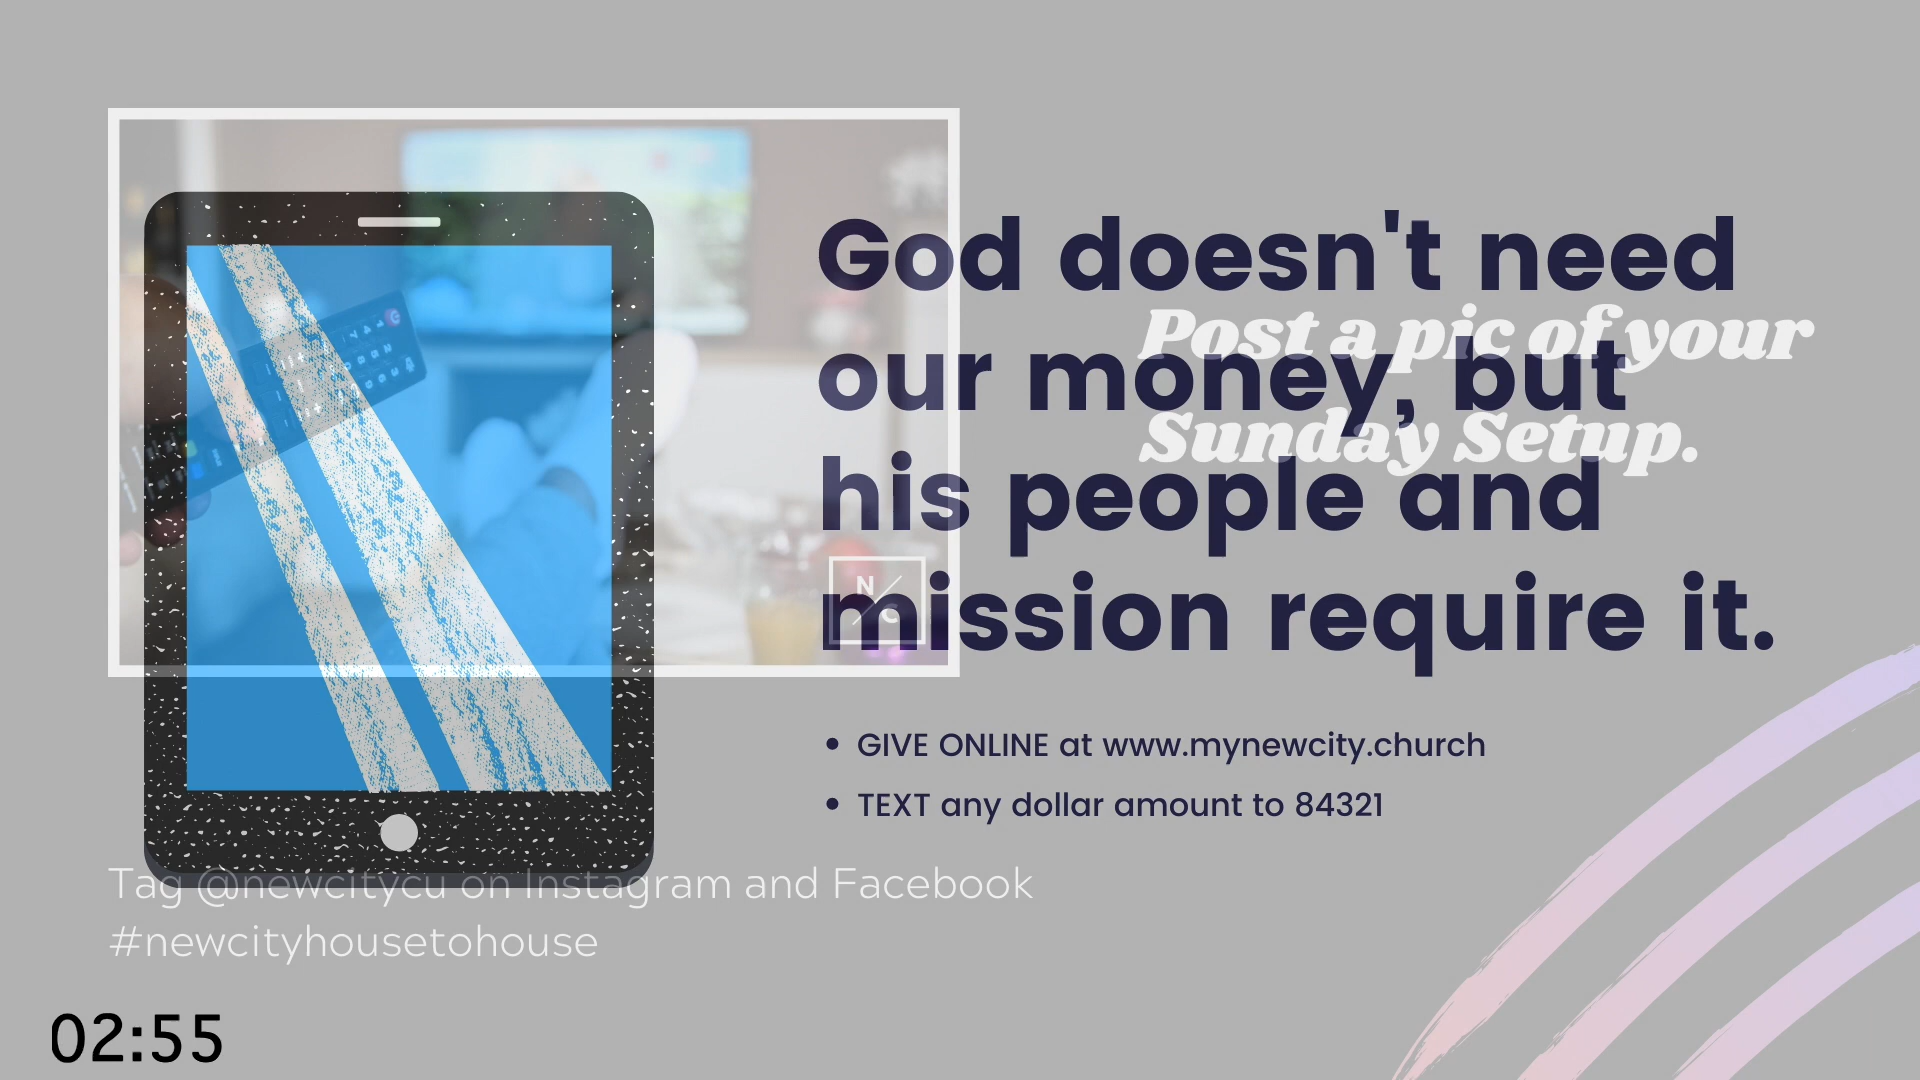 God doesn't need
our money, but
his people and
mission require it.
GIVE ONLINE at www.mynewcity.church
TEXT any dollar amount to 84321
Post a pic of your
Sunday Setup.
N
C
Tag @newcitycu on Instagram and Facebook
#newcityhousetohouse
02:55